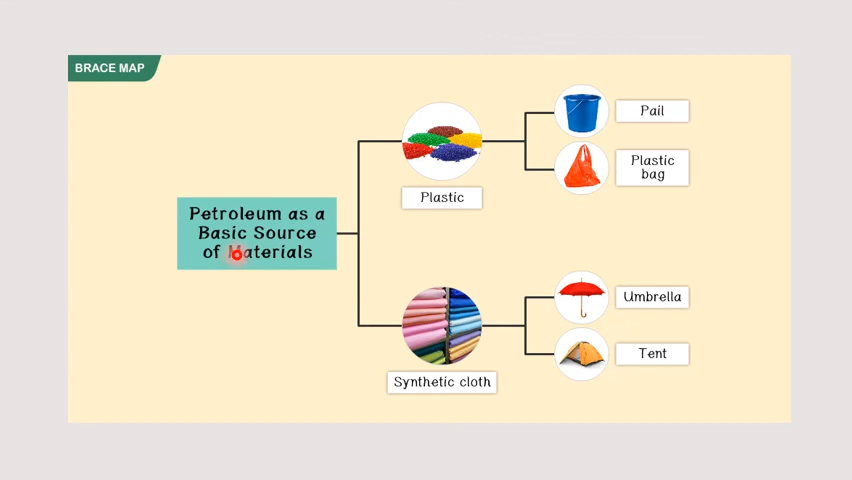 BRACE MAP
Petroleum as a
Basic Source
of Materials
Plastic
Pail
Plastic
bag
Synthetic cloth
Umbrella
Tent